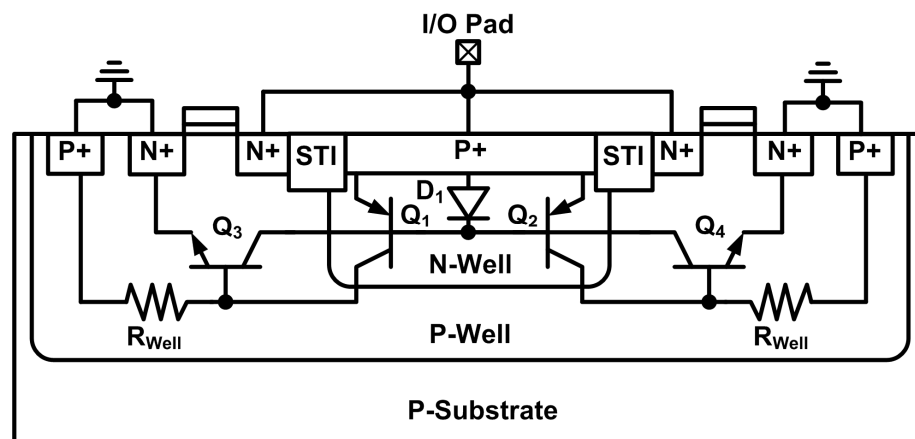 I/O Pad
P+ N+ N+ STI P+ STI N+ N+ P+
D1
Q3 Q1 Q2 Q4
N-Well
RWell P-Well RWell
P-Substrate